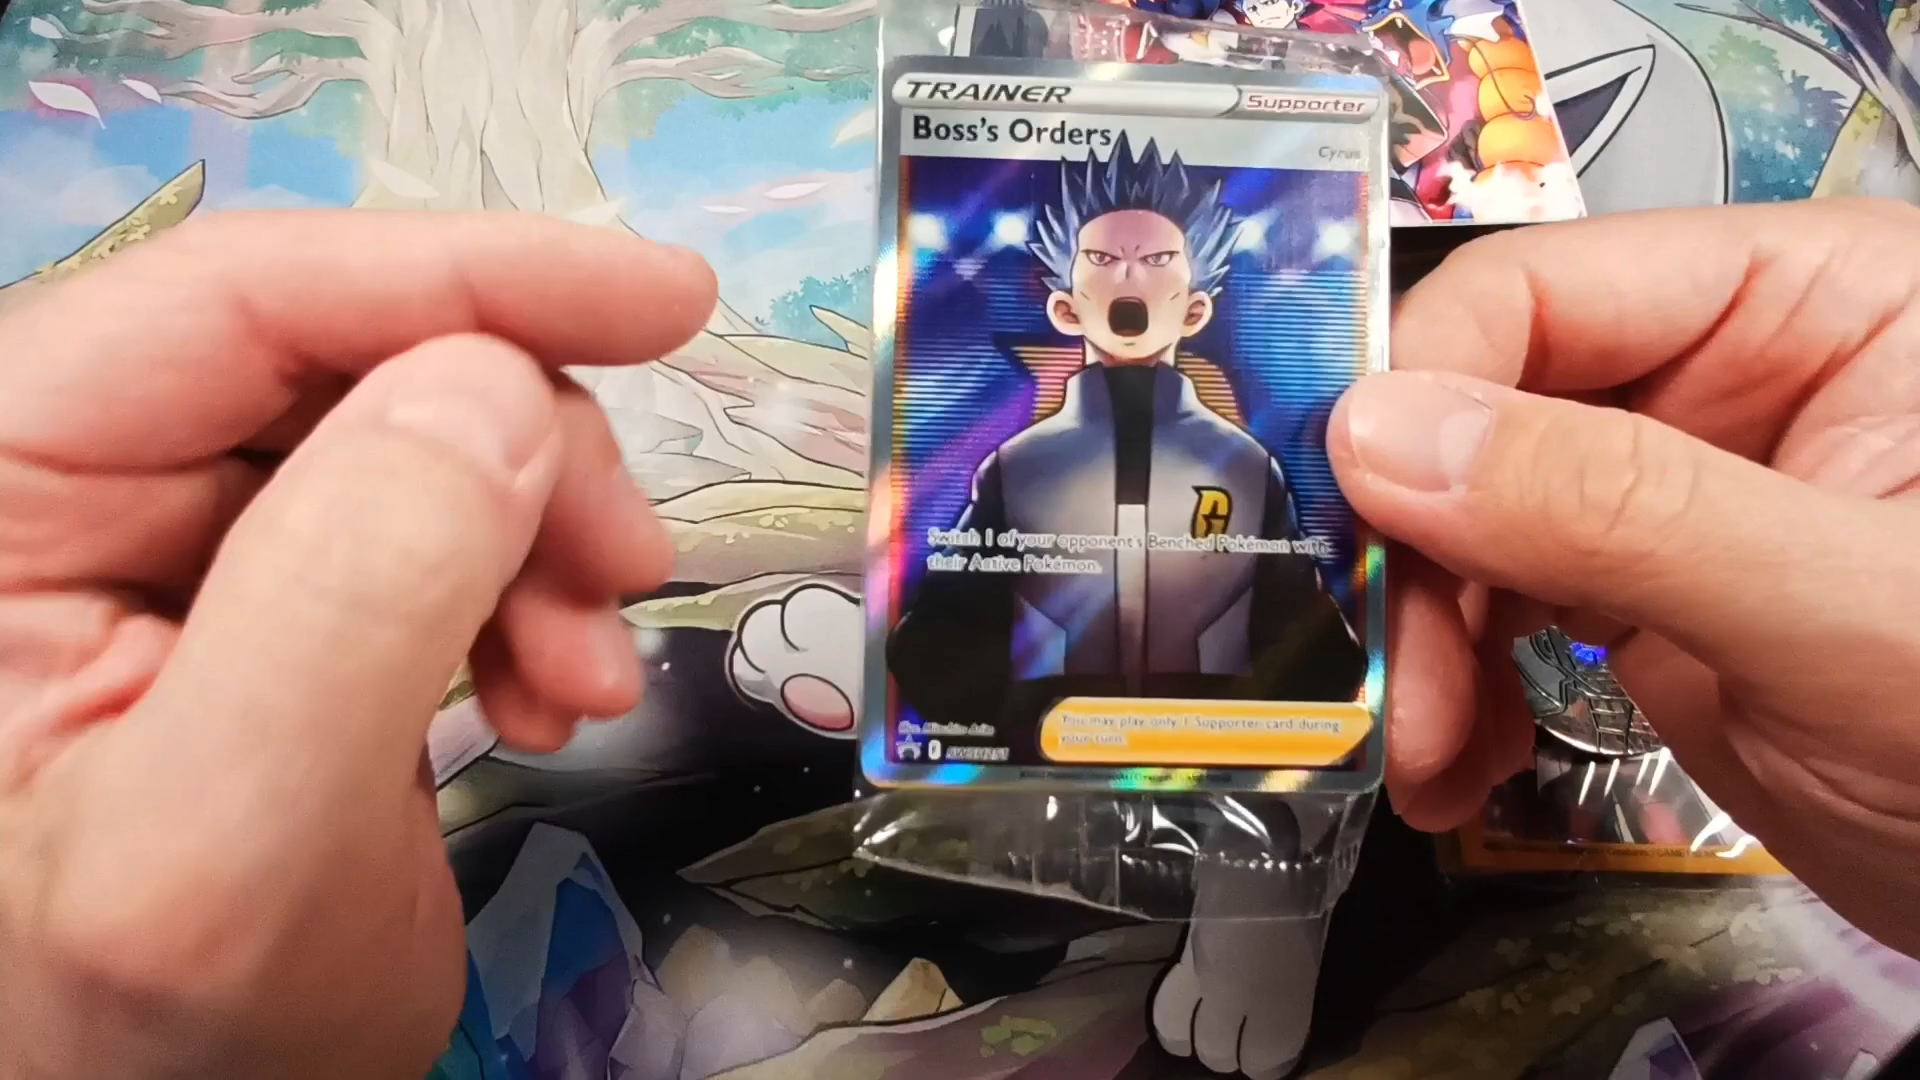 TRAINER
Supporter
Boss's Orders
Cyrus
Switch 1 of your opponent's Benched Pokémon with
their Active Pokémon.
You may play only 1 Supporter card during
your turn.